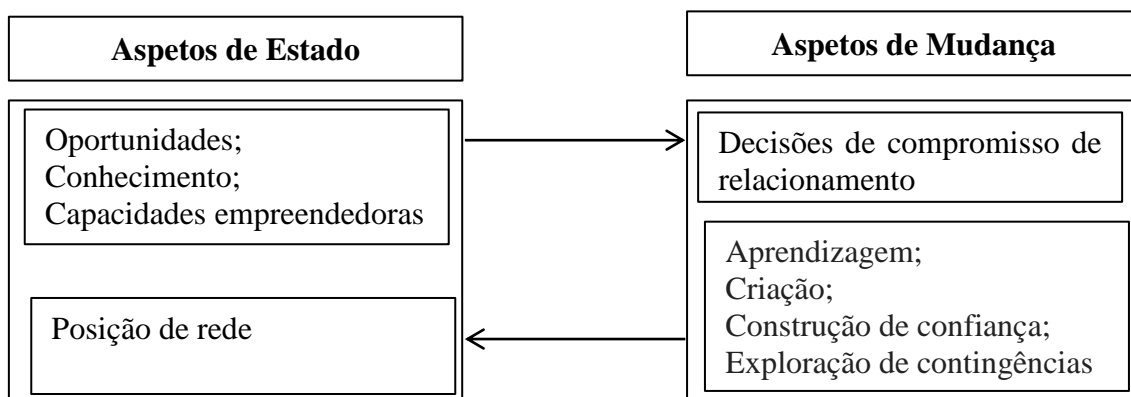 Aspetos de Estado
Aspetos de Mudança
Oportunidades;
Conhecimento;
Capacidades empreendedoras
Posição de rede
Decisões de compromisso de
relacionamento
Aprendizagem;
Criação;
Construção de confiança;
Exploração de contingências